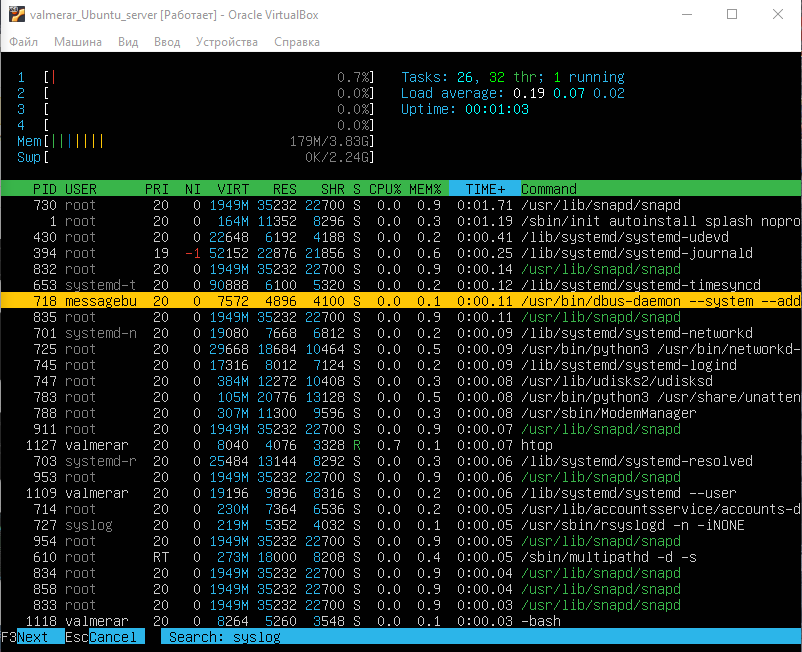 valmerar_Ubuntu_server [Работает] - Oracle VirtualBox
Файл Машина Вид Ввод Устройства Справка
1 [| 0.7%] Tasks: 26, 32 thr; 1 running
2 [ 0.0%] Load average: 0.19 0.07 0.02
3 [ 0.0%] Uptime: 00:01:03
4 [ 0.0%]
Mem[||||||| 179M/3.83G]
Swp[ 0K/2.24G]
PID USER PRI NI VIRT RES SHR S CPU% MEM% TIME+ Command
730 root 20 0 1949M 35232 22700 S 0.0 0.9 0:01.71 /usr/lib/snapd/snapd
1 root 20 0 164M 11352 8296 S 0.0 0.3 0:01.19 /sbin/init autoinstall splash nopro
430 root 20 0 22648 6192 4188 S 0.0 0.2 0:00.41 /lib/systemd/systemd-udevd
394 root 19 -1 52152 22876 21856 S 0.0 0.6 0:00.25 /lib/systemd/systemd-journald
832 root 20 0 1949M 35232 22700 S 0.0 0.9 0:00.14 /usr/lib/snapd/snapd
653 systemd-t 20 0 90888 6100 5320 S 0.0 0.2 0:00.12 /lib/systemd/systemd-timesyncd
718 messagebu 20 0 7572 4896 4100 S 0.0 0.1 0:00.11 /usr/bin/dbus-daemon --system --add
835 root 20 0 1949M 35232 22700 S 0.0 0.9 0:00.11 /usr/lib/snapd/snapd
701 systemd-n 20 0 19080 7668 6812 S 0.0 0.2 0:00.09 /lib/systemd/systemd-networkd
725 root 20 0 29668 18684 10464 S 0.0 0.5 0:00.09 /usr/bin/python3 /usr/bin/networkd-
745 root 20 0 17316 8012 7124 S 0.0 0.2 0:00.09 /lib/systemd/systemd-logind
747 root 20 0 384M 12272 10408 S 0.0 0.3 0:00.08 /usr/lib/udisks2/udisksd
783 root 20 0 105M 20776 13128 S 0.0 0.5 0:00.08 /usr/bin/python3 /usr/share/unatten
788 root 20 0 307M 11300 9596 S 0.0 0.3 0:00.08 /usr/sbin/ModemManager
911 root 20 0 1949M 35232 22700 S 0.0 0.9 0:00.07 /usr/lib/snapd/snapd
1127 valmerar 20 0 8040 4076 3328 R 0.7 0.1 0:00.07 htop
703 systemd-r 20 0 25484 13144 8292 S 0.0 0.3 0:00.06 /lib/systemd/systemd-resolved
953 root 20 0 1949M 35232 22700 S 0.0 0.9 0:00.06 /usr/lib/snapd/snapd
1109 valmerar 20 0 19196 9896 8316 S 0.0 0.2 0:00.06 /lib/systemd/systemd --user
714 root 20 0 230M 7364 6536 S 0.0 0.2 0:00.05 /usr/lib/accountsservice/accounts-d
727 syslog 20 0 219M 5352 4032 S 0.0 0.1 0:00.05 /usr/sbin/rsyslogd -n -iNONE
954 root 20 0 1949M 35232 22700 S 0.0 0.9 0:00.05 /usr/lib/snapd/snapd
610 root RT 0 273M 18000 8208 S 0.0 0.4 0:00.05 /sbin/multipathd -d -s
834 root 20 0 1949M 35232 22700 S 0.0 0.9 0:00.04 /usr/lib/snapd/snapd
858 root 20 0 1949M 35232 22700 S 0.0 0.9 0:00.04 /usr/lib/snapd/snapd
833 root 20 0 1949M 35232 22700 S 0.0 0.9 0:00.03 /usr/lib/snapd/snapd
1118 valmerar 20 0 8264 5260 3548 S 0.0 0.1 0:00.03 -bash
F3Next EscCancel Search: syslog